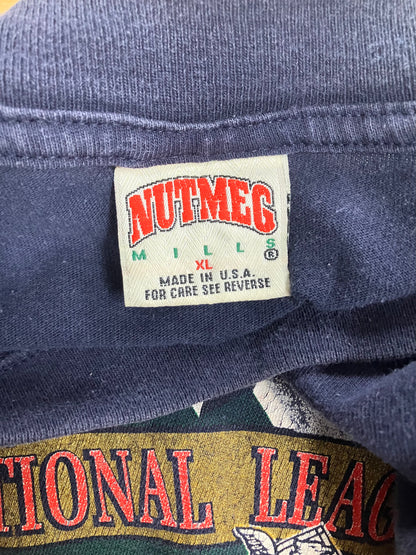 NUTMEG
MILLS®
XL
MADE IN U.S.A.
FOR CARE SEE REVERSE
TIONAL LEAG